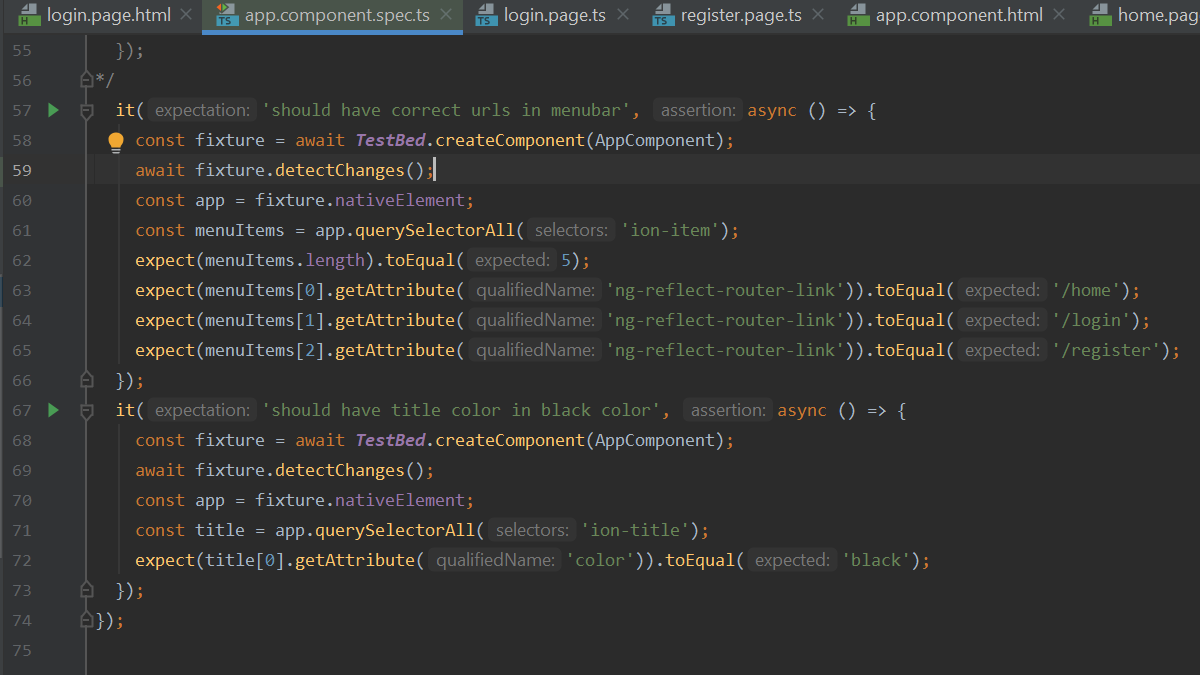 login.page.html × app.component.spec.ts × login.page.ts × register.page.ts × app.component.html × home.pag
55 });
56 */
57 it( expectation: 'should have correct urls in menubar', assertion: async () => {
58 const fixture = await TestBed.createComponent(AppComponent);
59 await fixture.detectChanges();
60 const app = fixture.nativeElement;
61 const menuItems = app.querySelectorAll( selectors: 'ion-item');
62 expect(menuItems.length).toEqual( expected: 5);
63 expect(menuItems[0].getAttribute( qualifiedName: 'ng-reflect-router-link')).toEqual( expected: '/home');
64 expect(menuItems[1].getAttribute( qualifiedName: 'ng-reflect-router-link')).toEqual( expected: '/login');
65 expect(menuItems[2].getAttribute( qualifiedName: 'ng-reflect-router-link')).toEqual( expected: '/register');
66 });
67 it( expectation: 'should have title color in black color', assertion: async () => {
68 const fixture = await TestBed.createComponent(AppComponent);
69 await fixture.detectChanges();
70 const app = fixture.nativeElement;
71 const title = app.querySelectorAll( selectors: 'ion-title');
72 expect(title[0].getAttribute( qualifiedName: 'color')).toEqual( expected: 'black');
73 });
74 });
75